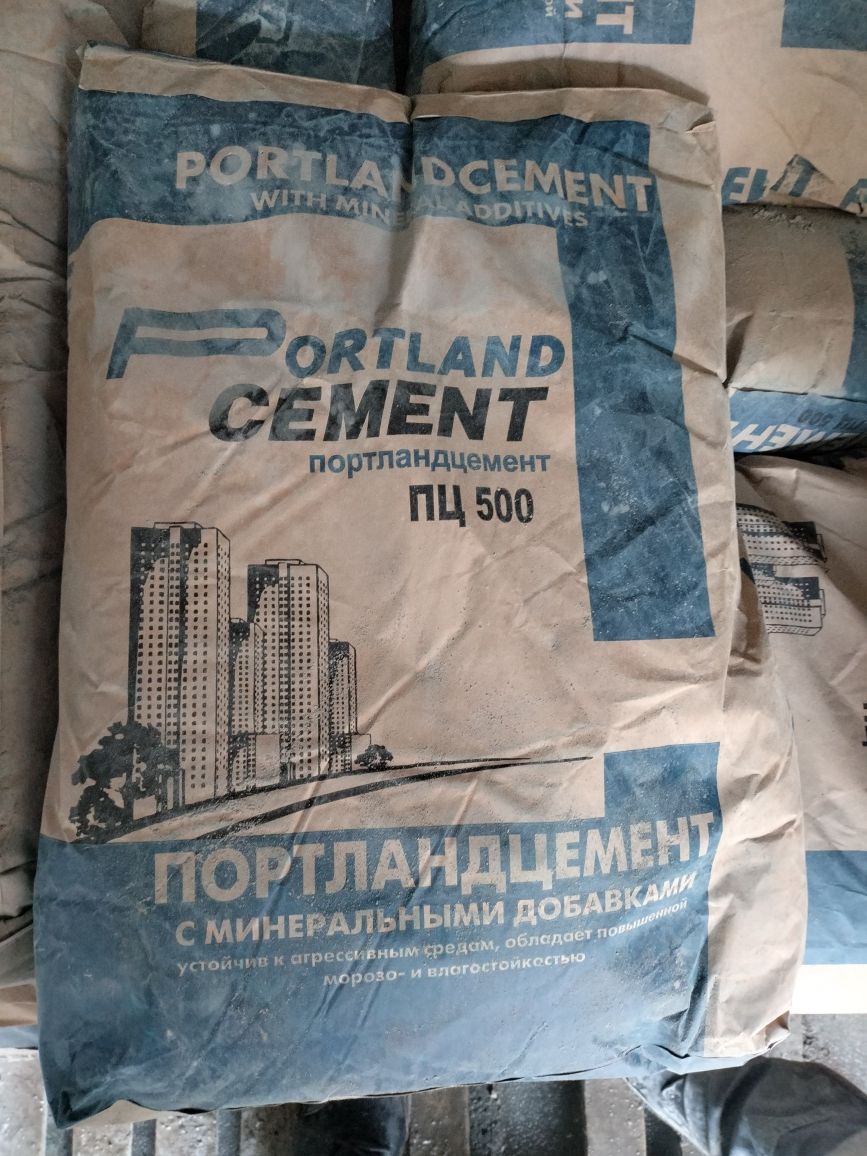 PORTLANDCEMENT
WITH MINERAL ADDITIVES
PORTLAND
CEMENT
портландцемент
ПЦ 500
ПОРТЛАНДЦЕМЕНТ
С МИНЕРАЛЬНЫМИ ДОБАВКАМИ
устойчив к агрессивным средам, обладает повышенной
морозо- и влагостойкостью